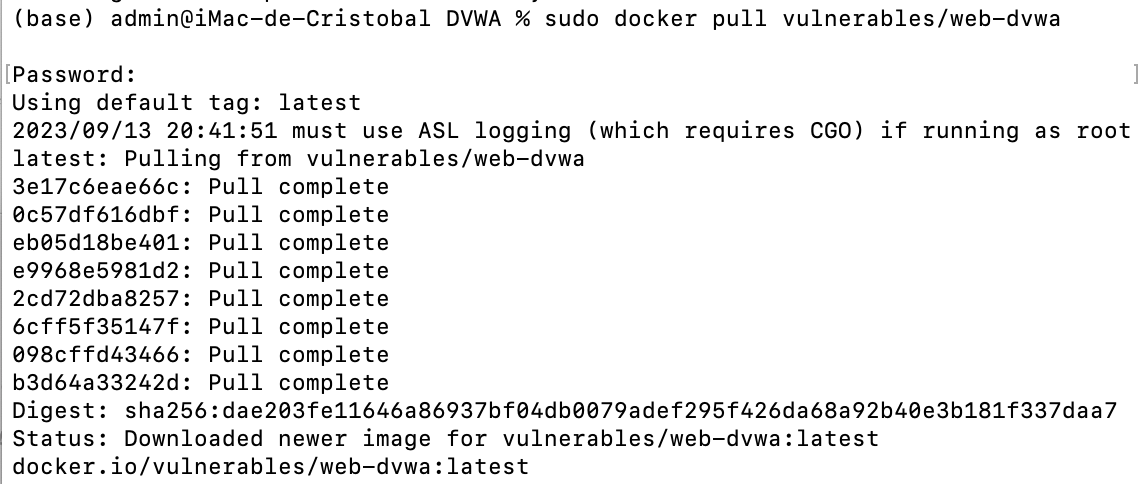 (base) admin@iMac-de-Cristobal DVWA % sudo docker pull vulnerables/web-dvwa
[Password: ]
Using default tag: latest
2023/09/13 20:41:51 must use ASL logging (which requires CGO) if running as root
latest: Pulling from vulnerables/web-dvwa
3e17c6eae66c: Pull complete
0c57df616dbf: Pull complete
eb05d18be401: Pull complete
e9968e5981d2: Pull complete
2cd72dba8257: Pull complete
6cff5f35147f: Pull complete
098cffd43466: Pull complete
b3d64a33242d: Pull complete
Digest: sha256:dae203fe11646a86937bf04db0079adef295f426da68a92b40e3b181f337daa7
Status: Downloaded newer image for vulnerables/web-dvwa:latest
docker.io/vulnerables/web-dvwa:latest